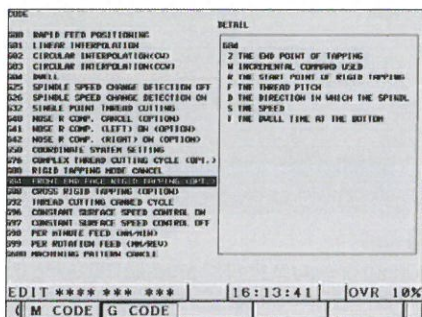 CODE
G00 RAPID FEED POSITIONING
G01 LINEAR INTERPOLATION
G02 CIRCULAR INTERPOLATION(CW)
G03 CIRCULAR INTERPOLATION(CCW)
G04 DWELL
G25 SPINDLE SPEED CHANGE DETECTION OFF
G26 SPINDLE SPEED CHANGE DETECTION ON
G32 SINGLE POINT THREAD CUTTING
G40 NOSE R COMP. CANCEL (OPTION)
G41 NOSE R COMP. (LEFT) ON (OPTION)
G42 NOSE R COMP. (RIGHT) ON (OPTION)
G50 COORDINATE SYSTEM SETTING
G76 COMPLEX THREAD CUTTING CYCLE (OPT.)
G80 RIGID TAPPING MODE CANCEL
G84 FRONT END FACE RIGID TAPPING (OPT.)
G88 CROSS RIGID TAPPING (OPTION)
G92 THREAD CUTTING CANNED CYCLE
G96 CONSTANT SURFACE SPEED CONTROL ON
G97 CONSTANT SURFACE SPEED CONTROL OFF
G98 PER MINUTE FEED (MM/MIN)
G99 PER ROTATION FEED (MM/REV)
MACHINING PATTERN CANCLE
DETAIL
G84
Z THE END POINT OF TAPPING
W INCREMENTAL COMMAND USED
R THE START POINT OF RIGID TAPPING
F THE THREAD PITCH
D THE DIRECTION IN WHICH THE SPINDL
S THE SPEED
THE DWELL TIME AT THE BOTTOM
EDIT **** *** *** 16:13:41 OVR 10%
( M CODE G CODE